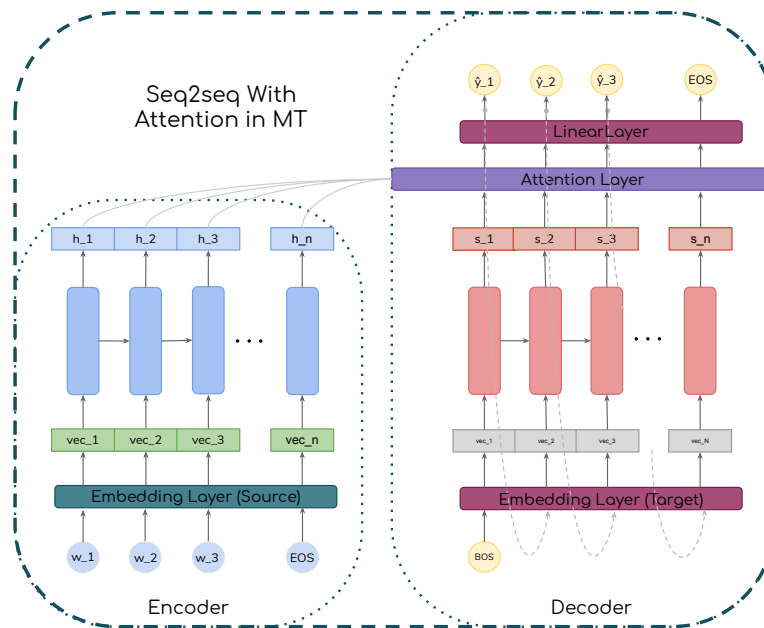 Seq2seq With
Attention in MT
ŷ_1 ŷ_2 ŷ_3 EOS
LinearLayer
Attention Layer
h_1 h_2 h_3 h_n
s_1 s_2 s_3 s_n
...
...
vec_1 vec_2 vec_3 vec_n
vec_1 vec_2 vec_3 vec_N
Embedding Layer (Source)
Embedding Layer (Target)
w_1 w_2 w_3 EOS
BOS
Encoder
Decoder